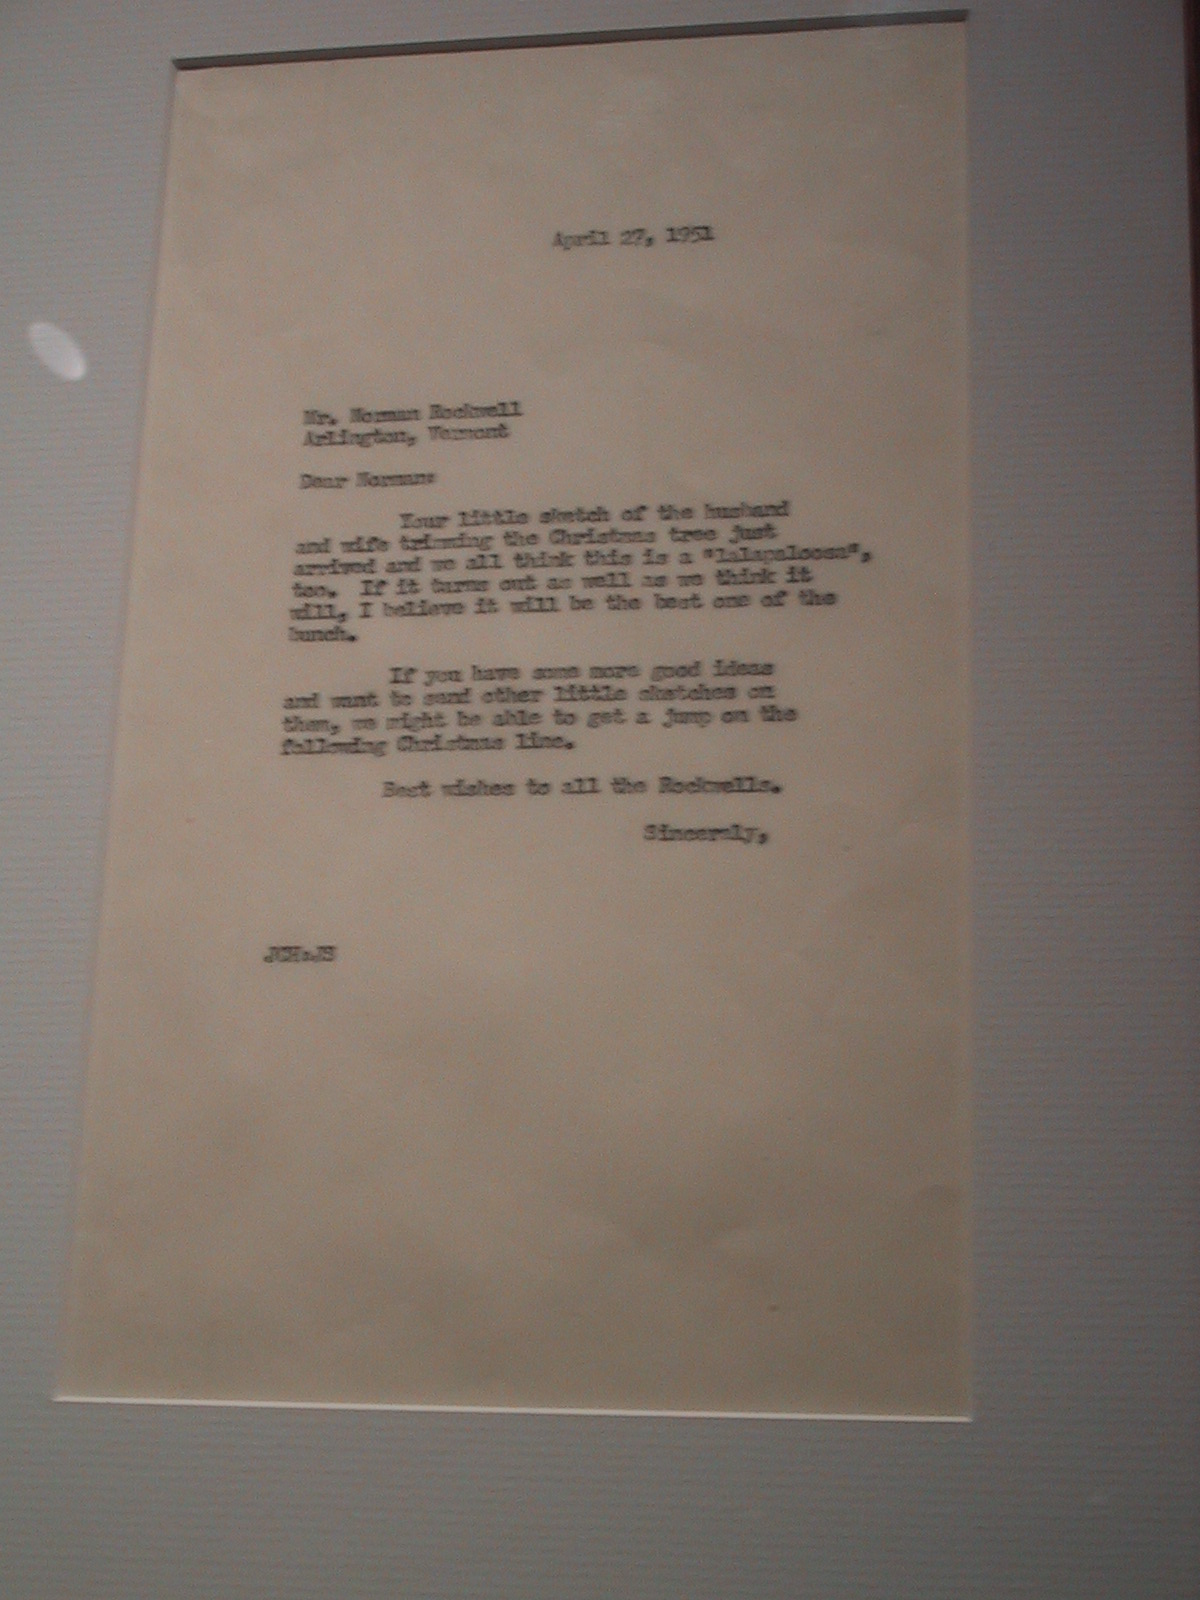 April 27, 1951
Mr. Norman Rockwell
Arlington, Vermont
Dear Norman:
Your little sketch of the husband
and wife trimming the Christmas tree just
arrived and we all think this is a "lalapaloosa",
too. If it turns out as well as we think it
will, I believe it will be the best one of the
bunch.
If you have some more good ideas
and want to send other little sketches on
them, we might be able to get a jump on the
following Christmas line.
Best wishes to all the Rockwells.
Sincerely,
JCH:JS